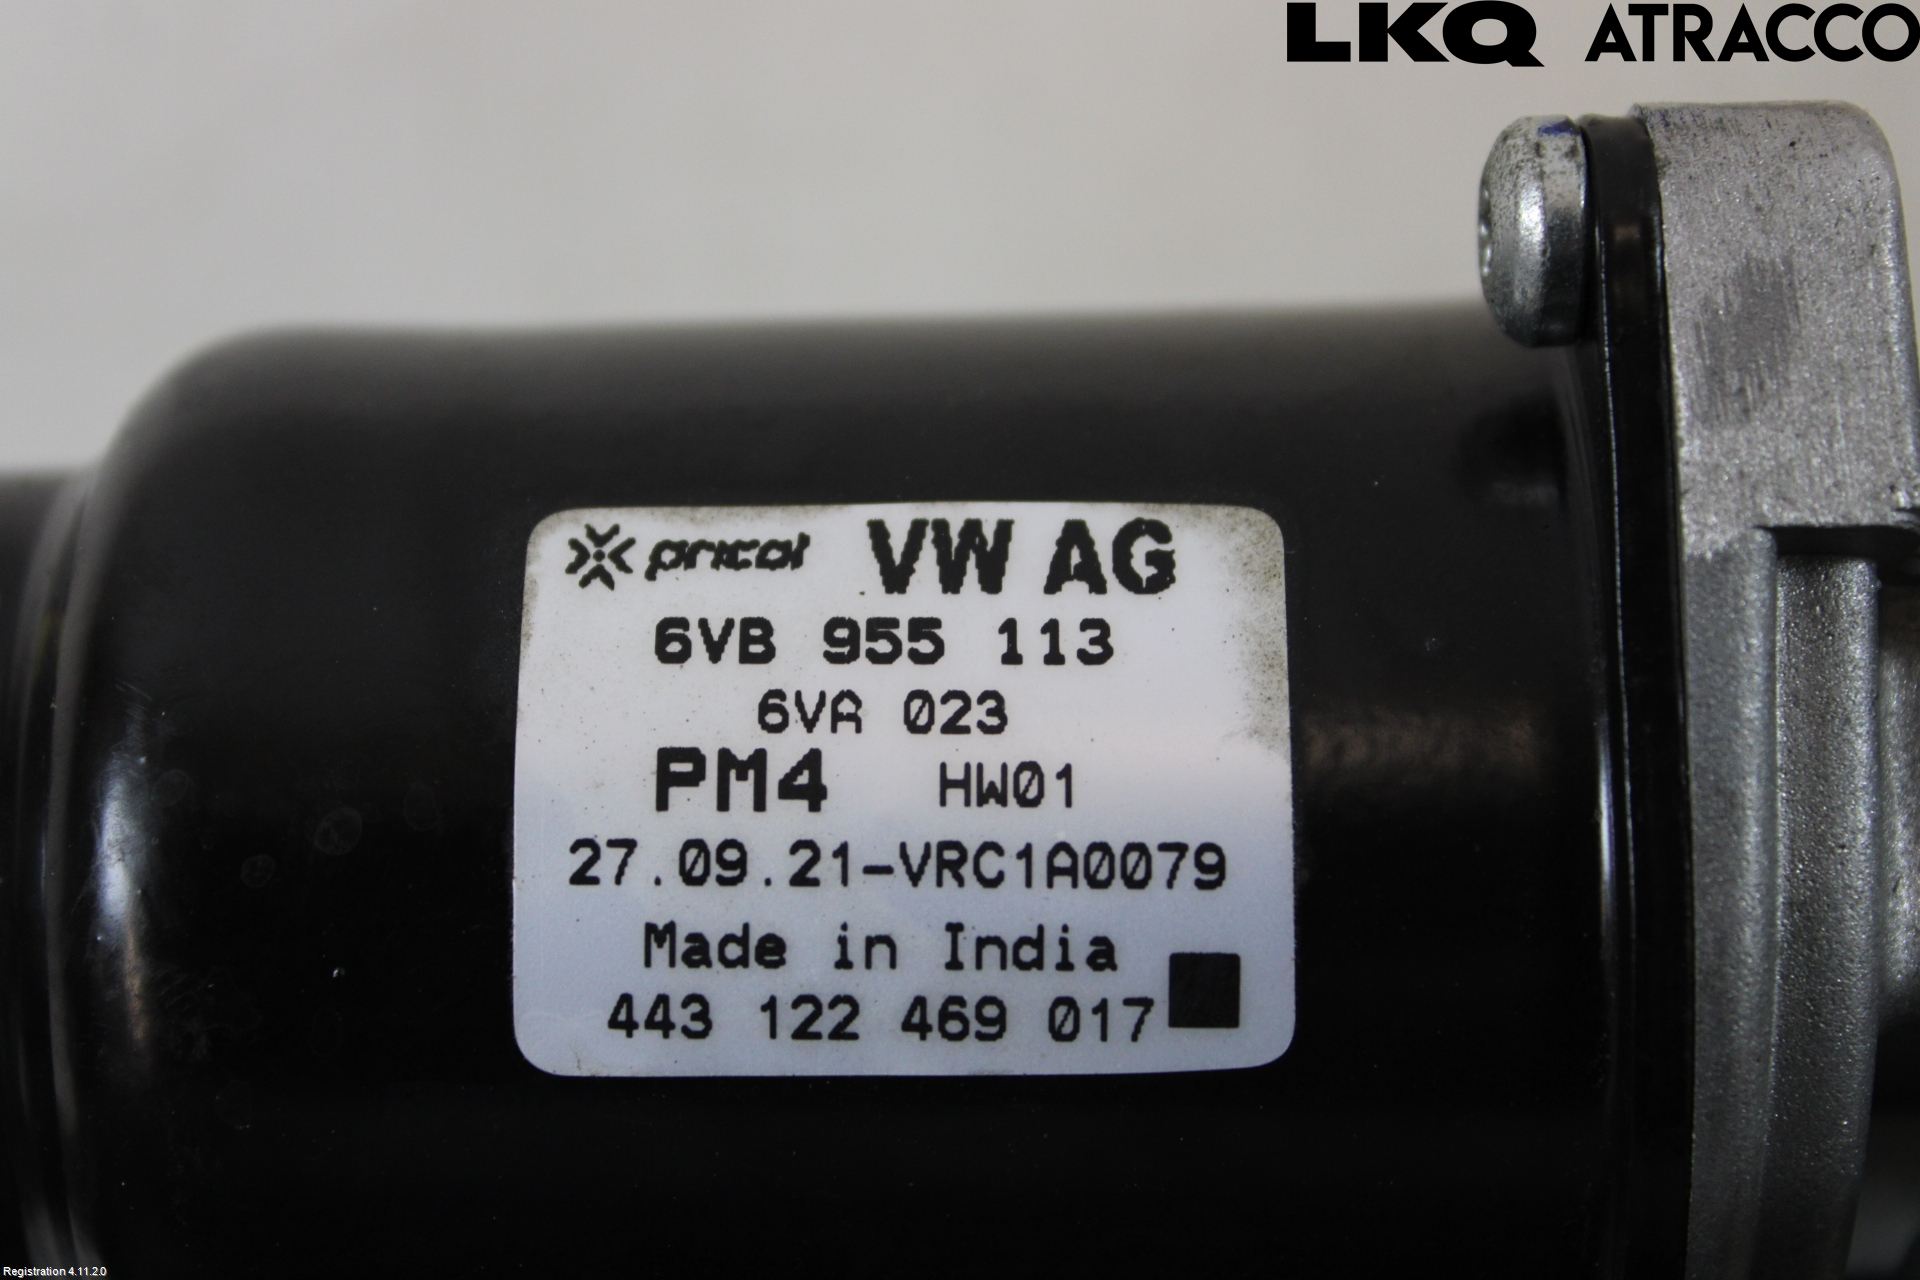 LKQ ATRACCO
pricol VW AG
6VB 955 113
6VA 023
PM4 HW01
27.09.21-VRC1A0079
Made in India
443 122 469 017
Registration 4.11.2.0